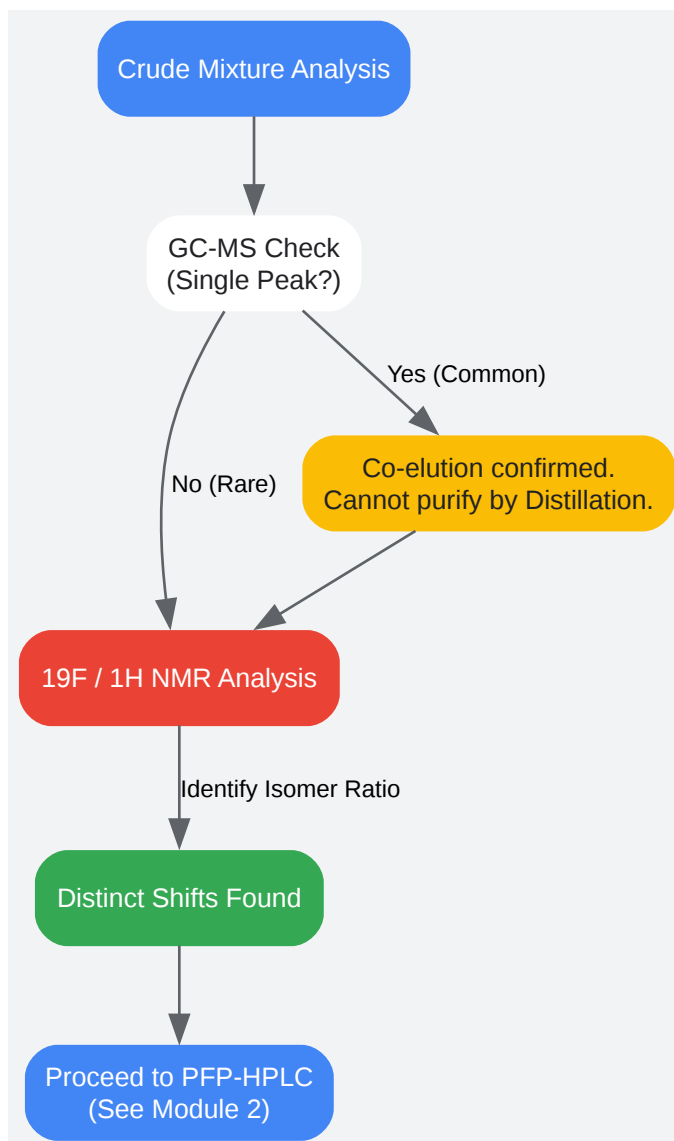 Crude Mixture Analysis
GC-MS Check
(Single Peak?)
Yes (Common)
Co-elution confirmed.
Cannot purify by Distillation.
No (Rare)
19F / 1H NMR Analysis
Identify Isomer Ratio
Distinct Shifts Found
Proceed to PFP-HPLC
(See Module 2)